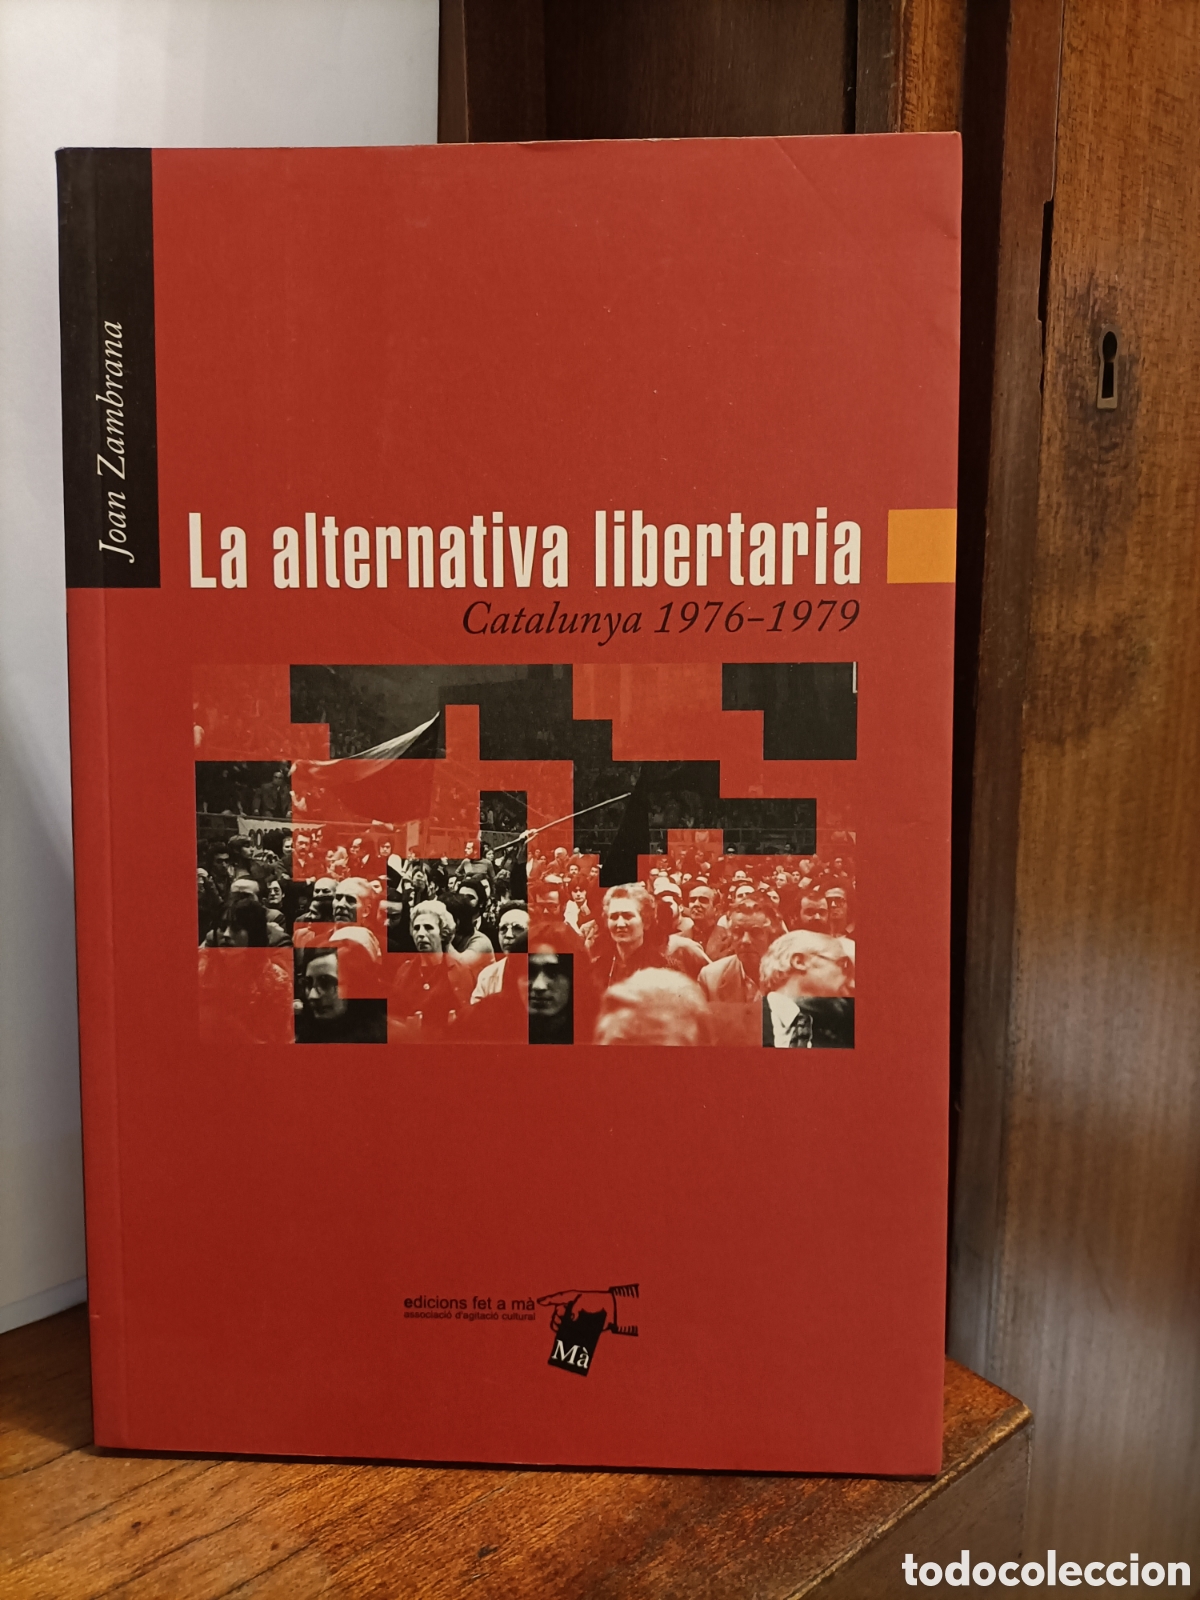 Joan Zambrana
La alternativa libertaria
Catalunya 1976-1979
edicions fet a mà
associació d'agitació cultural
Mà
todocoleccion